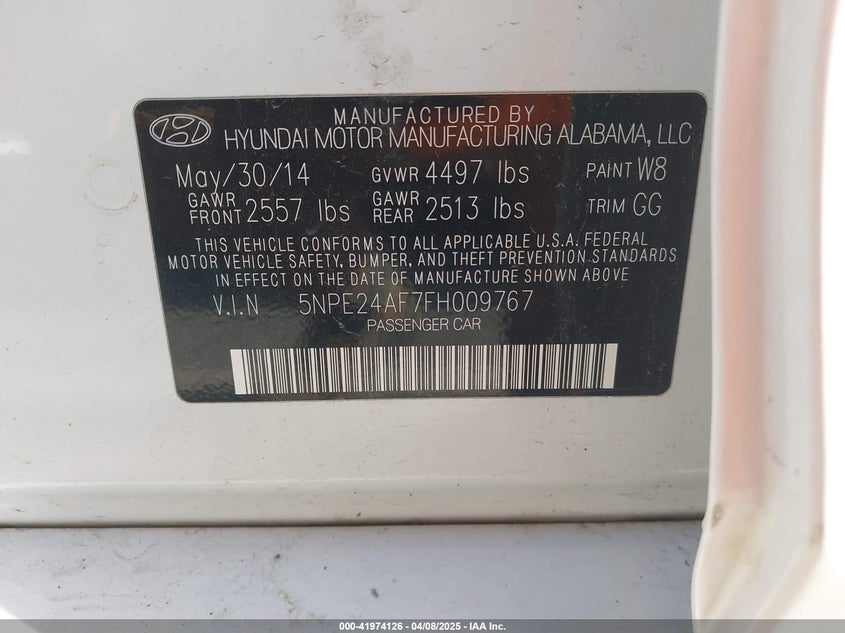 MANUFACTURED BY
HYUNDAI MOTOR MANUFACTURING ALABAMA, LLC
May/30/14 GVWR 4497 lbs PAINT W8
GAWR FRONT 2557 lbs GAWR REAR 2513 lbs TRIM GG
THIS VEHICLE CONFORMS TO ALL APPLICABLE U.S.A. FEDERAL
MOTOR VEHICLE SAFETY, BUMPER, AND THEFT PREVENTION STANDARDS
IN EFFECT ON THE DATE OF MANUFACTURE SHOWN ABOVE
V.I.N 5NPE24AF7FH009767
PASSENGER CAR
000-41974126 - 04/08/2025 - IAA Inc.